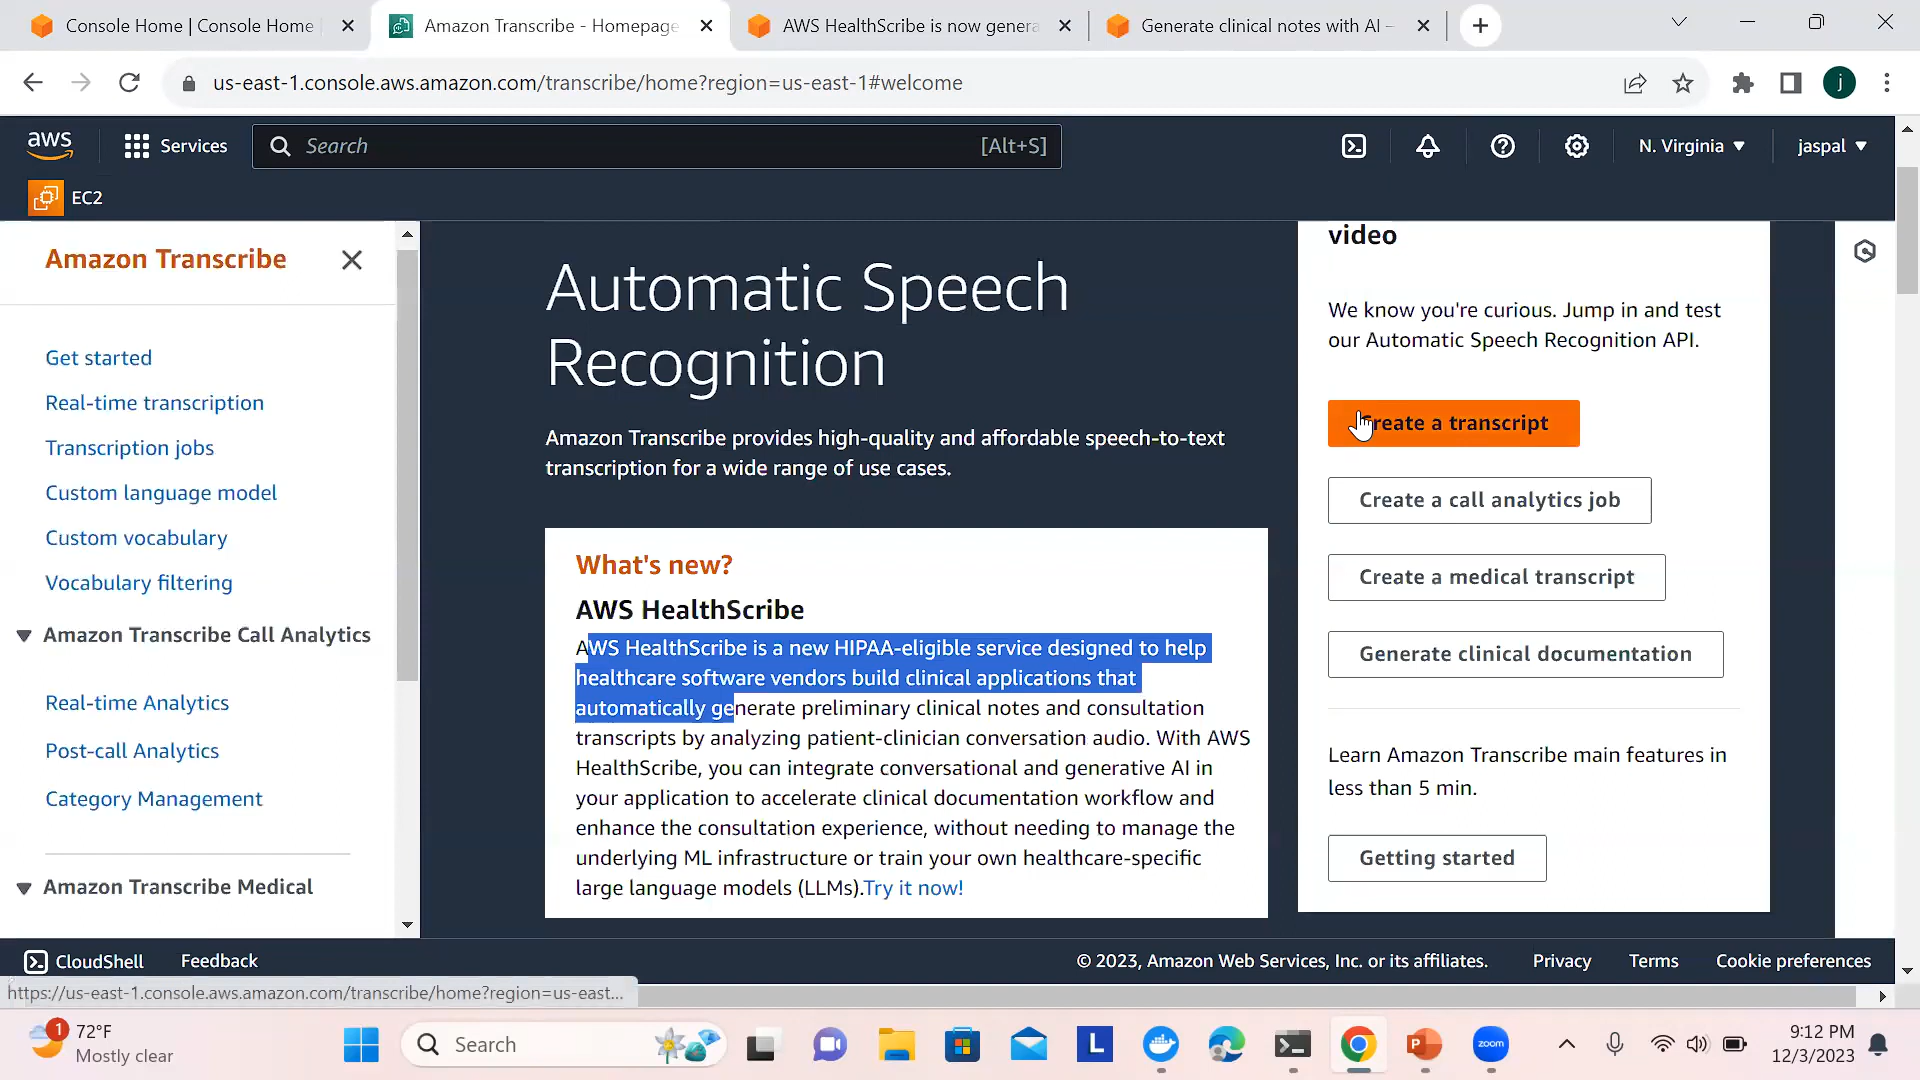 Console Home | Console Home
Amazon Transcribe - Homepage
AWS HealthScribe is now genera
Generate clinical notes with AI -
us-east-1.console.aws.amazon.com/transcribe/home?region=us-east-1#welcome
j
aws
Services
Search
[Alt+S]
N. Virginia
jaspal
EC2
Amazon Transcribe
Get started
Real-time transcription
Transcription jobs
Custom language model
Custom vocabulary
Vocabulary filtering
Amazon Transcribe Call Analytics
Real-time Analytics
Post-call Analytics
Category Management
Amazon Transcribe Medical
Automatic Speech
Recognition
Amazon Transcribe provides high-quality and affordable speech-to-text
transcription for a wide range of use cases.
What's new?
AWS HealthScribe
AWS HealthScribe is a new HIPAA-eligible service designed to help
healthcare software vendors build clinical applications that
automatically generate preliminary clinical notes and consultation
transcripts by analyzing patient-clinician conversation audio. With AWS
HealthScribe, you can integrate conversational and generative AI in
your application to accelerate clinical documentation workflow and
enhance the consultation experience, without needing to manage the
underlying ML infrastructure or train your own healthcare-specific
large language models (LLMs).Try it now!
video
We know you're curious. Jump in and test
our Automatic Speech Recognition API.
Create a transcript
Create a call analytics job
Create a medical transcript
Generate clinical documentation
Learn Amazon Transcribe main features in
less than 5 min.
Getting started
CloudShell
Feedback
© 2023, Amazon Web Services, Inc. or its affiliates.
Privacy
Terms
Cookie preferences
https://us-east-1.console.aws.amazon.com/transcribe/home?region=us-east...
1
72°F
Mostly clear
Search
L
P
zoom
9:12 PM
12/3/2023